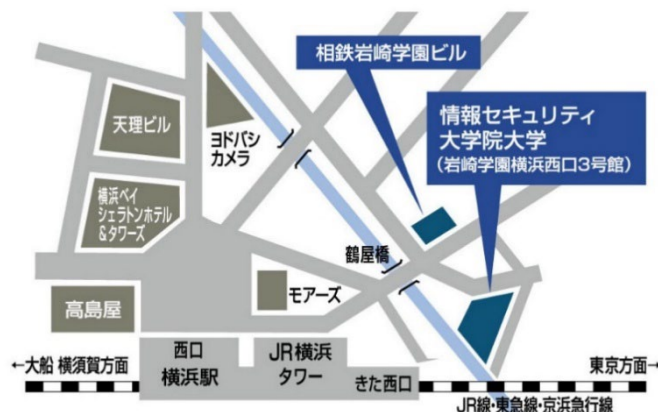 相鉄岩崎学園ビル
情報セキュリティ
大学院大学
(岩崎学園横浜西口3号館)
天理ビル
ヨドバシ
カメラ
横浜ベイ
シェラトンホテル
&タワーズ
鶴屋橋
モアーズ
高島屋
西口
横浜駅
JR横浜
タワー
きた西口
←大船 横須賀方面
東京方面→
JR線・東急線・京浜急行線